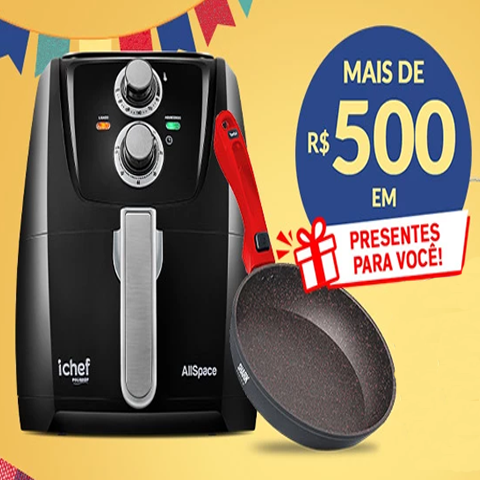 MAIS DE
R$ 500
EM
PRESENTES
PARA VOCÊ!
ichef
AllSpace